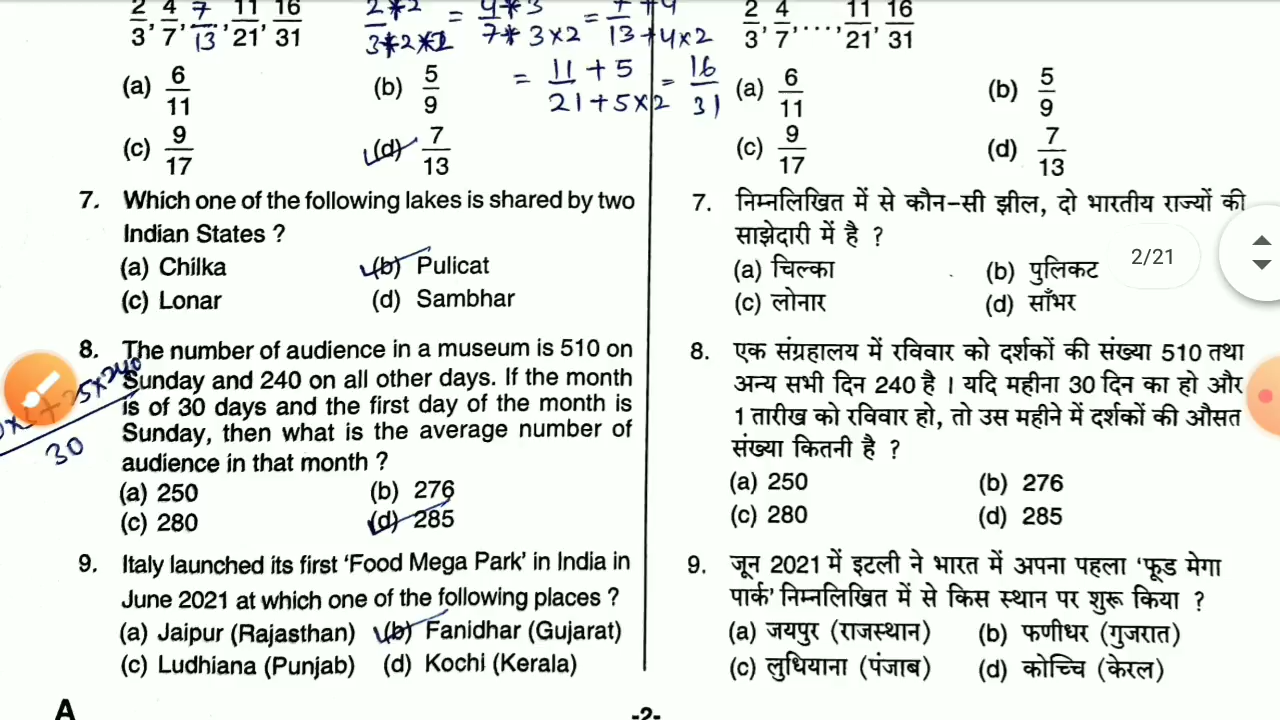 2/3, 4/7, 7/13, 11/21, 16/31
(a) 6/11 (b) 5/9
(c) 9/17 (d) 7/13
= 11 + 5 / 21 + 5 × 2 = 16/31
7. Which one of the following lakes is shared by two
Indian States ?
(a) Chilka (b) Pulicat
(c) Lonar (d) Sambhar
8. The number of audience in a museum is 510 on
Sunday and 240 on all other days. If the month
is of 30 days and the first day of the month is
Sunday, then what is the average number of
audience in that month ?
(a) 250 (b) 276
(c) 280 (d) 285
30
9. Italy launched its first 'Food Mega Park' in India in
June 2021 at which one of the following places ?
(a) Jaipur (Rajasthan) (b) Fanidhar (Gujarat)
(c) Ludhiana (Punjab) (d) Kochi (Kerala)
2/3, 4/7, ...., 11/21, 16/31
(a) 6/11 (b) 5/9
(c) 9/17 (d) 7/13
7. निम्नलिखित में से कौन-सी झील, दो भारतीय राज्यों की
साझेदारी में है ?
(a) चिल्का (b) पुलिकट
(c) लोनार (d) साँभर
2/21
8. एक संग्रहालय में रविवार को दर्शकों की संख्या 510 तथा
अन्य सभी दिन 240 है । यदि महीना 30 दिन का हो और
1 तारीख को रविवार हो, तो उस महीने में दर्शकों की औसत
संख्या कितनी है ?
(a) 250 (b) 276
(c) 280 (d) 285
9. जून 2021 में इटली ने भारत में अपना पहला 'फूड मेगा
पार्क' निम्नलिखित में से किस स्थान पर शुरू किया ?
(a) जयपुर (राजस्थान) (b) फणीधर (गुजरात)
(c) लुधियाना (पंजाब) (d) कोच्चि (केरल)
A
-2-